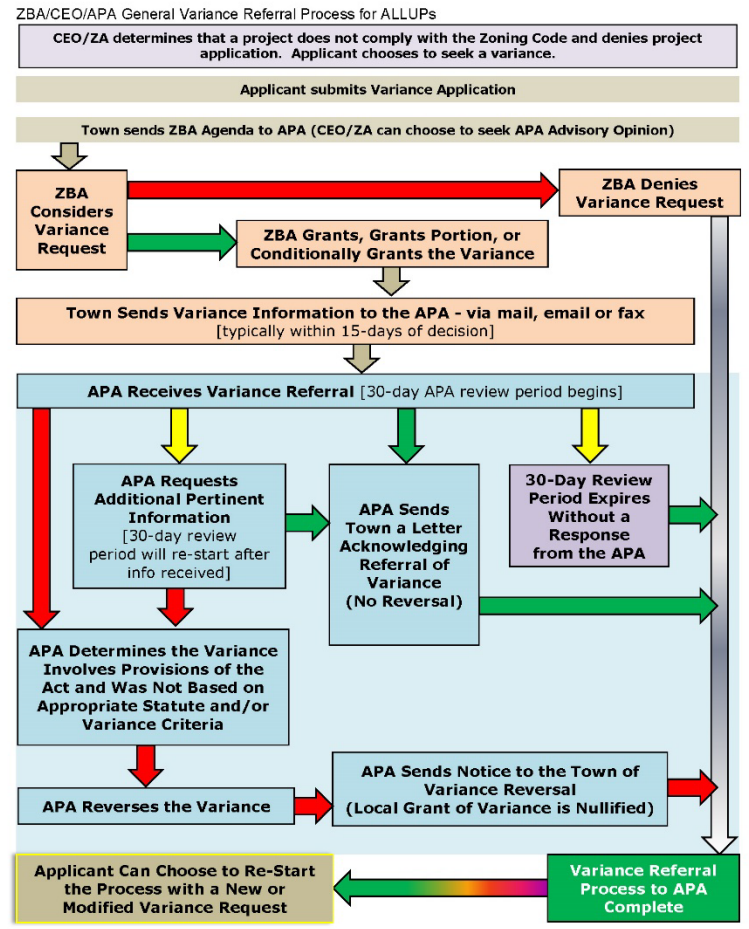 ZBA/CEO/APA General Variance Referral Process for ALLUPs
CEO/ZA determines that a project does not comply with the Zoning Code and denies project
application. Applicant chooses to seek a variance.
Applicant submits Variance Application
Town sends ZBA Agenda to APA (CEO/ZA can choose to seek APA Advisory Opinion)
ZBA
Considers
Variance
Request
ZBA Denies
Variance Request
ZBA Grants, Grants Portion, or
Conditionally Grants the Variance
Town Sends Variance Information to the APA - via mail, email or fax
[typically within 15-days of decision]
APA Receives Variance Referral [30-day APA review period begins]
APA Requests
Additional Pertinent
Information
[30-day review
period will re-start after
info received]
APA Sends
Town a Letter
Acknowledging
Referral of
Variance
(No Reversal)
30-Day Review
Period Expires
Without a
Response
from the APA
APA Determines the Variance
Involves Provisions of the
Act and Was Not Based on
Appropriate Statute and/or
Variance Criteria
APA Reverses the Variance
APA Sends Notice to the Town of
Variance Reversal
(Local Grant of Variance is Nullified)
Applicant Can Choose to Re-Start
the Process with a New or
Modified Variance Request
Variance Referral
Process to APA
Complete